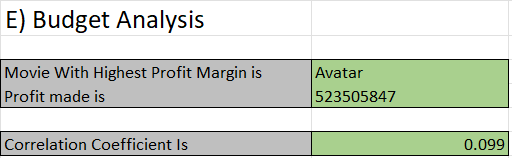 E) Budget Analysis
Movie With Highest Profit Margin is Avatar
Profit made is 523505847
Correlation Coefficient Is 0.099